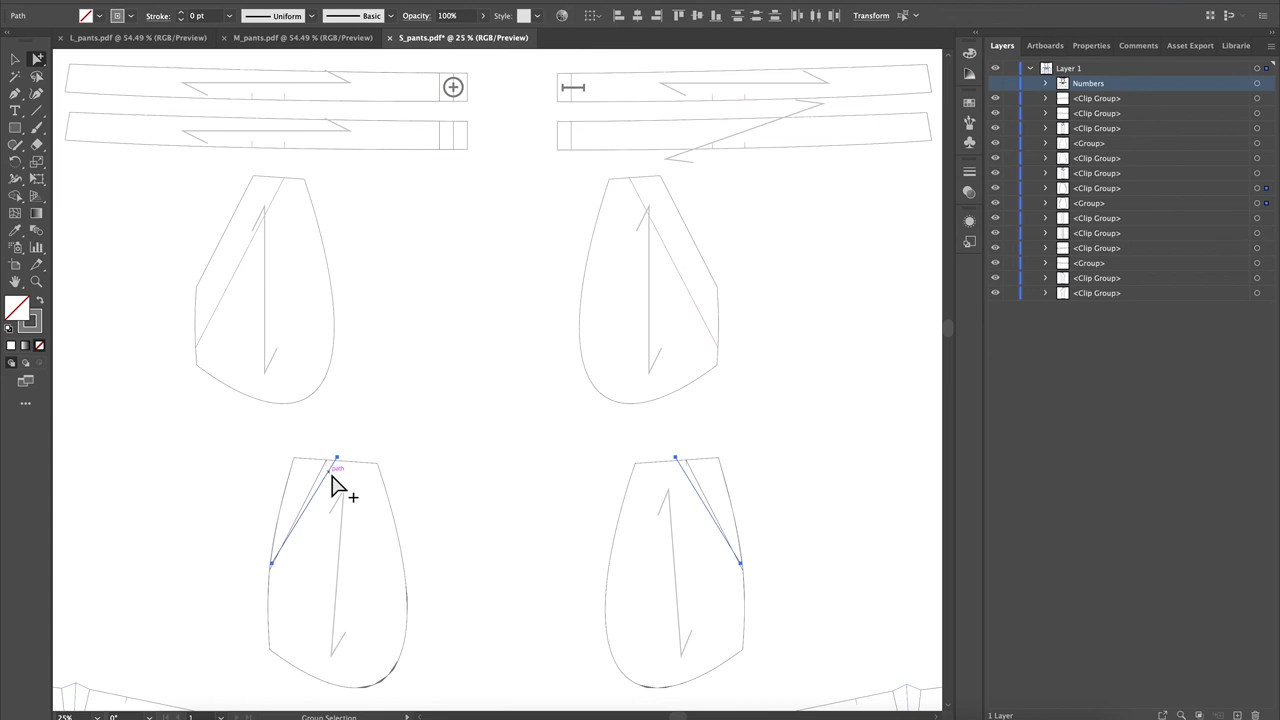 Path
Stroke:
0 pt
Uniform
Basic
Opacity:
100%
Style:
Transform
L_pants.pdf @ 54.49 % (RGB/Preview)
M_pants.pdf @ 54.49 % (RGB/Preview)
S_pants.pdf* @ 25 % (RGB/Preview)
Layers
Artboards
Properties
Comments
Asset Export
Librarie
Layer 1
Numbers
<Clip Group>
<Clip Group>
<Clip Group>
<Group>
<Clip Group>
<Clip Group>
<Clip Group>
<Group>
<Clip Group>
<Clip Group>
<Clip Group>
<Group>
<Clip Group>
<Clip Group>
path
25%
0°
1
Group Selection
1 Layer